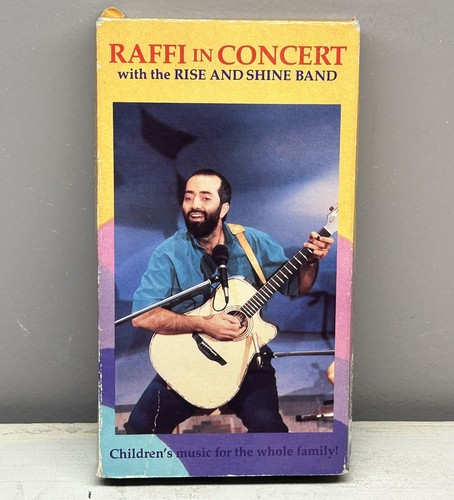 RAFFI IN CONCERT
with the RISE AND SHINE BAND
Children's music for the whole family!